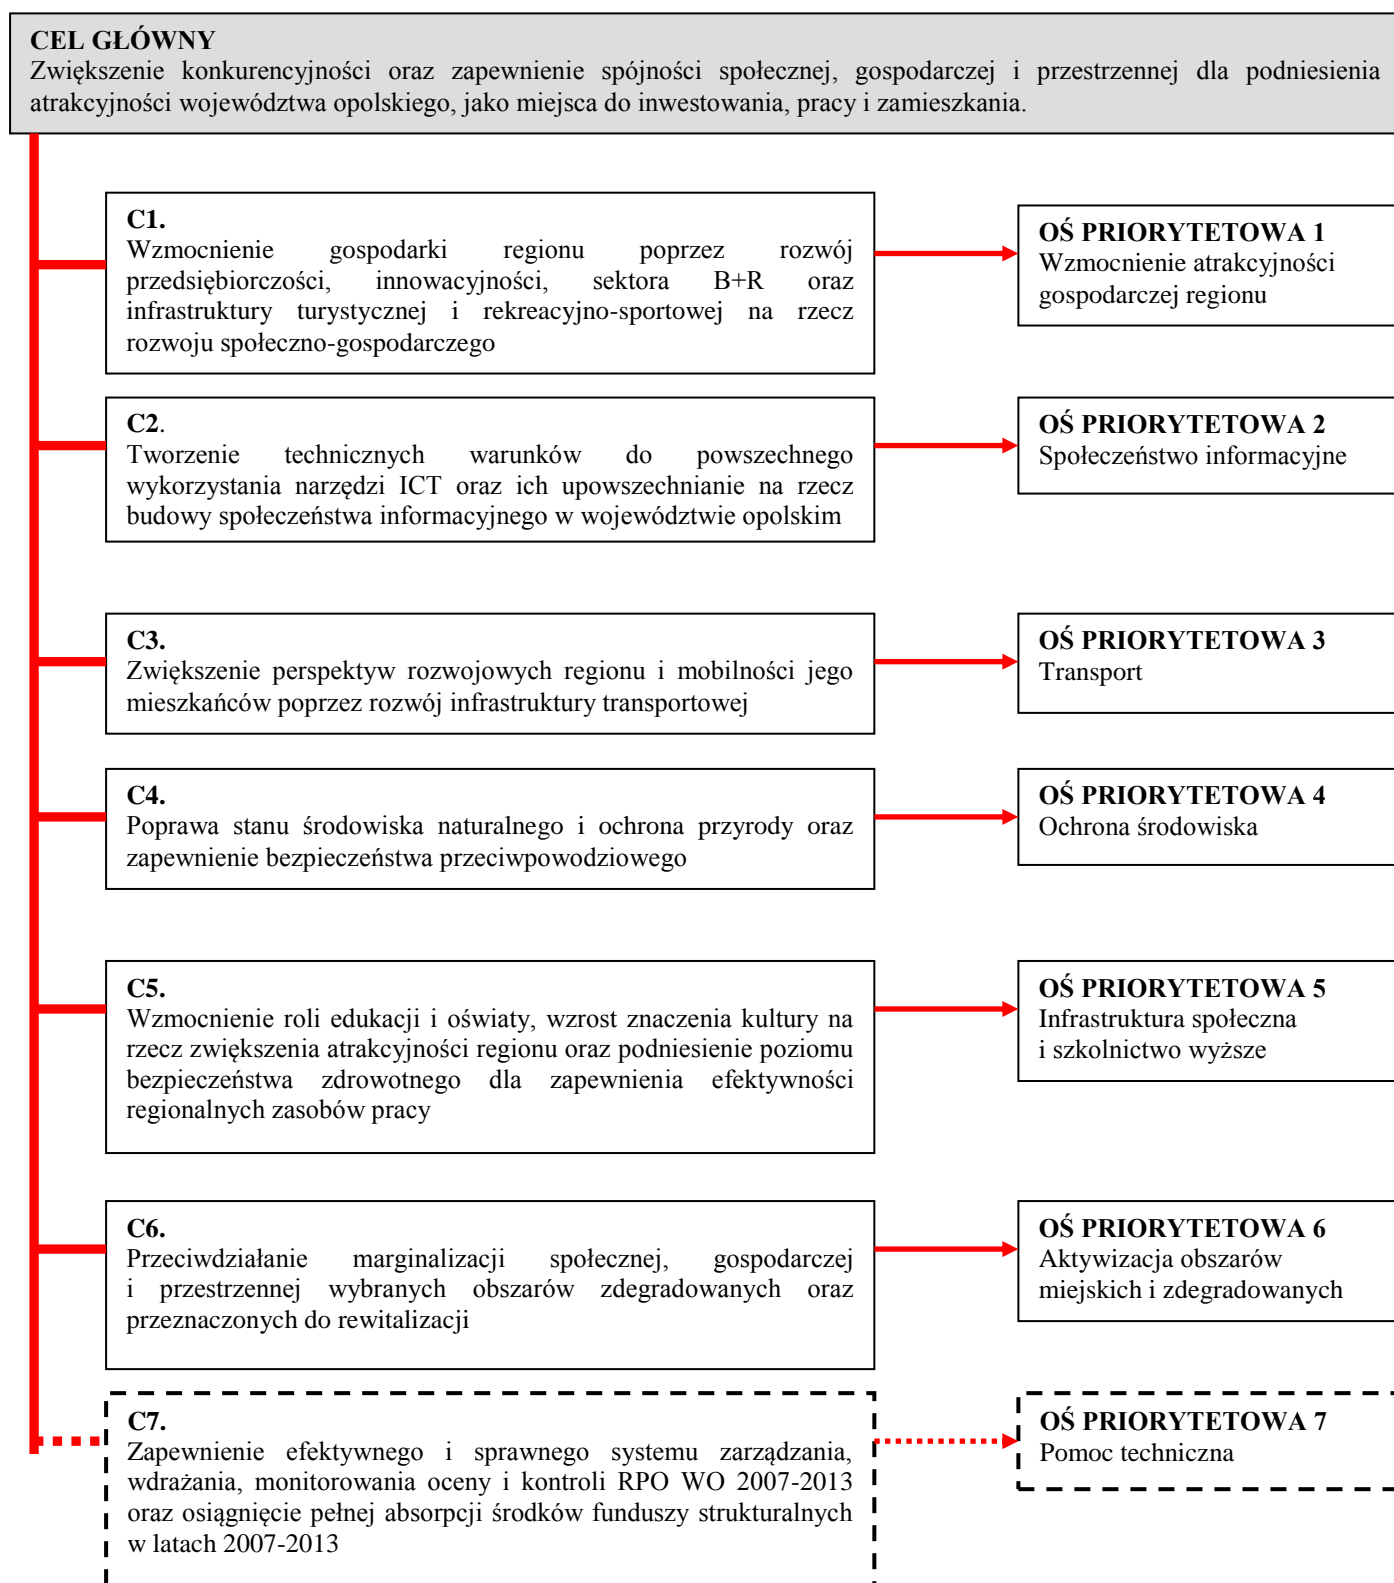 CEL GŁÓWNY
Zwiększenie konkurencyjności oraz zapewnienie spójności społecznej, gospodarczej i przestrzennej dla podniesienia
atrakcyjności województwa opolskiego, jako miejsca do inwestowania, pracy i zamieszkania.
C1.
Wzmocnienie gospodarki regionu poprzez rozwój
przedsiębiorczości, innowacyjności, sektora B+R oraz
infrastruktury turystycznej i rekreacyjno-sportowej na rzecz
rozwoju społeczno-gospodarczego
OŚ PRIORYTETOWA 1
Wzmocnienie atrakcyjności
gospodarczej regionu
C2.
Tworzenie technicznych warunków do powszechnego
wykorzystania narzędzi ICT oraz ich upowszechnianie na rzecz
budowy społeczeństwa informacyjnego w województwie opolskim
OŚ PRIORYTETOWA 2
Społeczeństwo informacyjne
C3.
Zwiększenie perspektyw rozwojowych regionu i mobilności jego
mieszkańców poprzez rozwój infrastruktury transportowej
OŚ PRIORYTETOWA 3
Transport
C4.
Poprawa stanu środowiska naturalnego i ochrona przyrody oraz
zapewnienie bezpieczeństwa przeciwpowodziowego
OŚ PRIORYTETOWA 4
Ochrona środowiska
C5.
Wzmocnienie roli edukacji i oświaty, wzrost znaczenia kultury na
rzecz zwiększenia atrakcyjności regionu oraz podniesienie poziomu
bezpieczeństwa zdrowotnego dla zapewnienia efektywności
regionalnych zasobów pracy
OŚ PRIORYTETOWA 5
Infrastruktura społeczna
i szkolnictwo wyższe
C6.
Przeciwdziałanie marginalizacji społecznej, gospodarczej
i przestrzennej wybranych obszarów zdegradowanych oraz
przeznaczonych do rewitalizacji
OŚ PRIORYTETOWA 6
Aktywizacja obszarów
miejskich i zdegradowanych
C7.
Zapewnienie efektywnego i sprawnego systemu zarządzania,
wdrażania, monitorowania oceny i kontroli RPO WO 2007-2013
oraz osiągnięcie pełnej absorpcji środków funduszy strukturalnych
w latach 2007-2013
OŚ PRIORYTETOWA 7
Pomoc techniczna